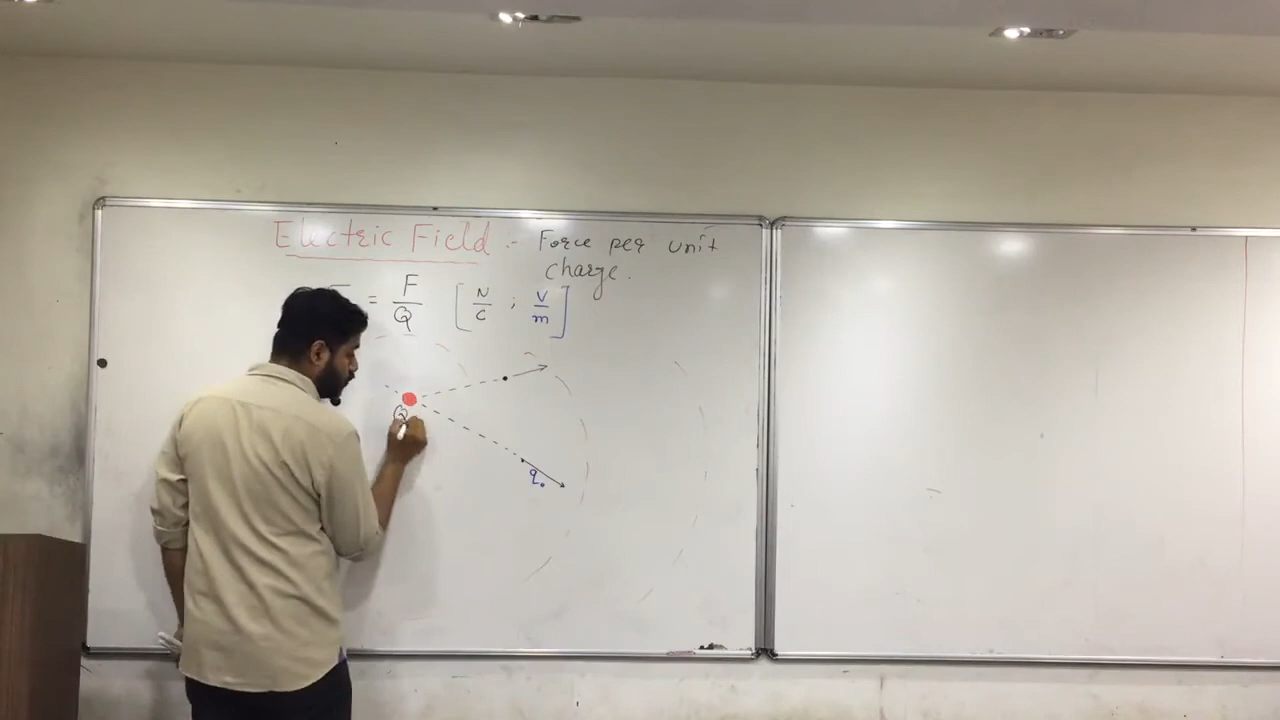 Electric Field :- Force per unit
charge.
= F/Q [N/C ; V/m]
Q
q₀